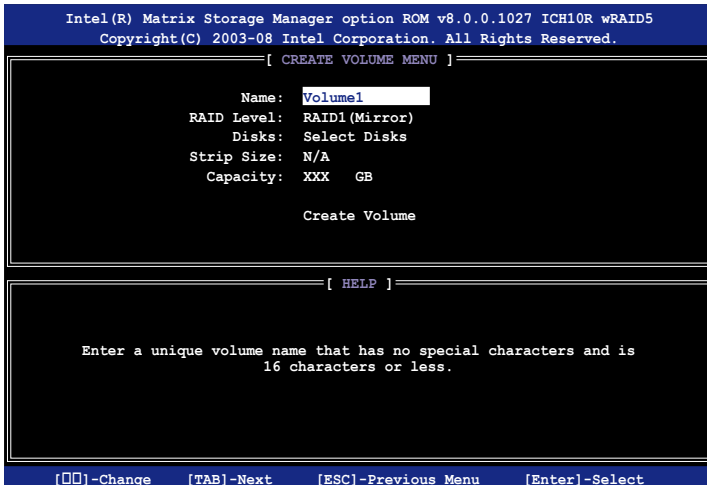 Intel(R) Matrix Storage Manager option ROM v8.0.0.1027 ICH10R wRAID5
Copyright(C) 2003-08 Intel Corporation. All Rights Reserved.
[ CREATE VOLUME MENU ]
Name: Volume1
RAID Level: RAID1(Mirror)
Disks: Select Disks
Strip Size: N/A
Capacity: XXX GB
Create Volume
[ HELP ]
Enter a unique volume name that has no special characters and is
16 characters or less.
[▯▯]-Change [TAB]-Next [ESC]-Previous Menu [Enter]-Select